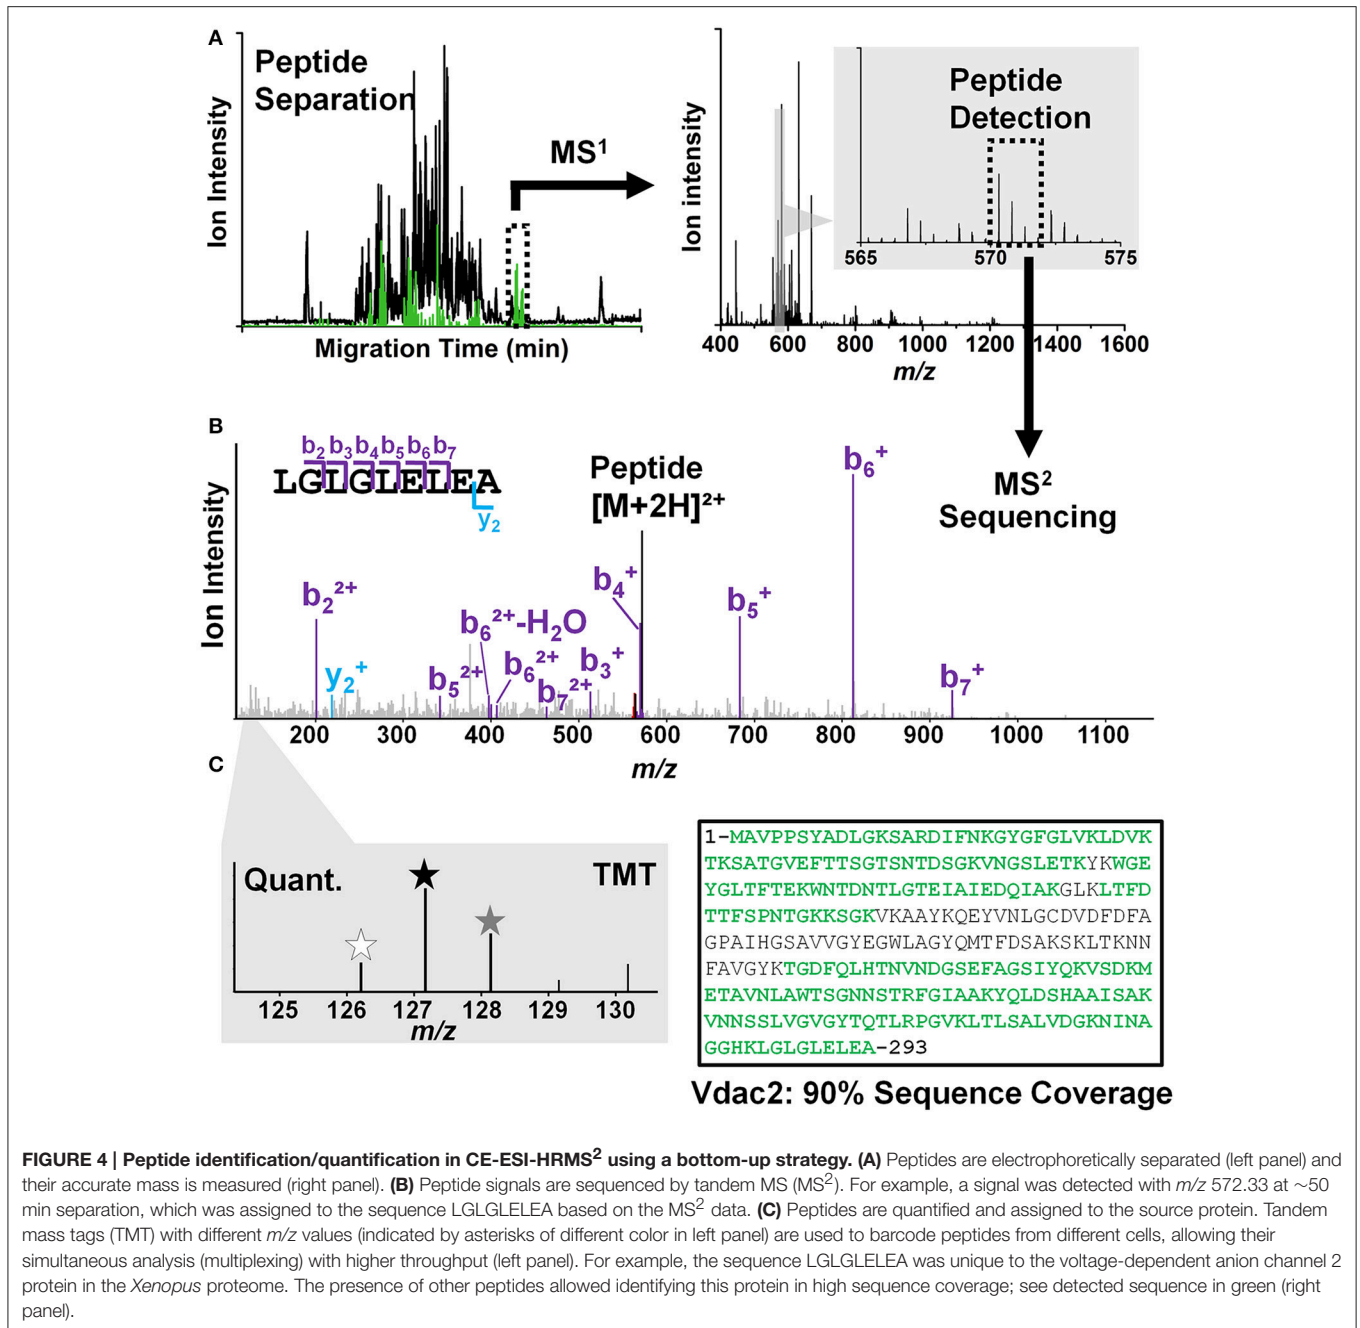 A
Peptide
Separation
Ion Intensity
Migration Time (min)
MS¹
Ion intensity
Peptide
Detection
565 570 575
400 600 800 1000 1200 1400 1600
m/z
MS²
Sequencing
B
b₂ b₃ b₄ b₅ b₆ b₇
LGLGLELEA
y₂
Peptide
[M+2H]²⁺
Ion Intensity
b₂²⁺
y₂⁺
b₅²⁺
b₆²⁺-H₂O
b₆²⁺
b₇²⁺
b₃⁺
b₄⁺
b₅⁺
b₆⁺
b₇⁺
200 300 400 500 600 700 800 900 1000 1100
m/z
C
Quant.
TMT
125 126 127 128 129 130
m/z
1-MAVPPSYADLGKSARDIFNKGYGFGLVKLDVK
TKSATGVEFTTSGTSNTDSGKVNGSLETKYKWGE
YGLTFTEKWNTDNTLGTEIAIEDQIAKGLKLTFD
TTFSPNTGKKSGKVKAAYKQEYVNLGCDVDFDFA
GPAIHGSAVVGYEGWLAGYQMTFDSAKSKLTKNN
FAVGYKTGDFQLHTNVNDGSEFAGSIYQKVSDKM
ETAVNLAWTSGNNSTRFGIAAKYQLDSHAAISAK
VNNSSLVGVGYTQTLRPGVKLTLSALVDGKNINA
GGHKLGLGLELEA-293
Vdac2: 90% Sequence Coverage
FIGURE 4 | Peptide identification/quantification in CE-ESI-HRMS² using a bottom-up strategy. (A) Peptides are electrophoretically separated (left panel) and
their accurate mass is measured (right panel). (B) Peptide signals are sequenced by tandem MS (MS²). For example, a signal was detected with m/z 572.33 at ∼50
min separation, which was assigned to the sequence LGLGLELEA based on the MS² data. (C) Peptides are quantified and assigned to the source protein. Tandem
mass tags (TMT) with different m/z values (indicated by asterisks of different color in left panel) are used to barcode peptides from different cells, allowing their
simultaneous analysis (multiplexing) with higher throughput (left panel). For example, the sequence LGLGLELEA was unique to the voltage-dependent anion channel 2
protein in the Xenopus proteome. The presence of other peptides allowed identifying this protein in high sequence coverage; see detected sequence in green (right
panel).